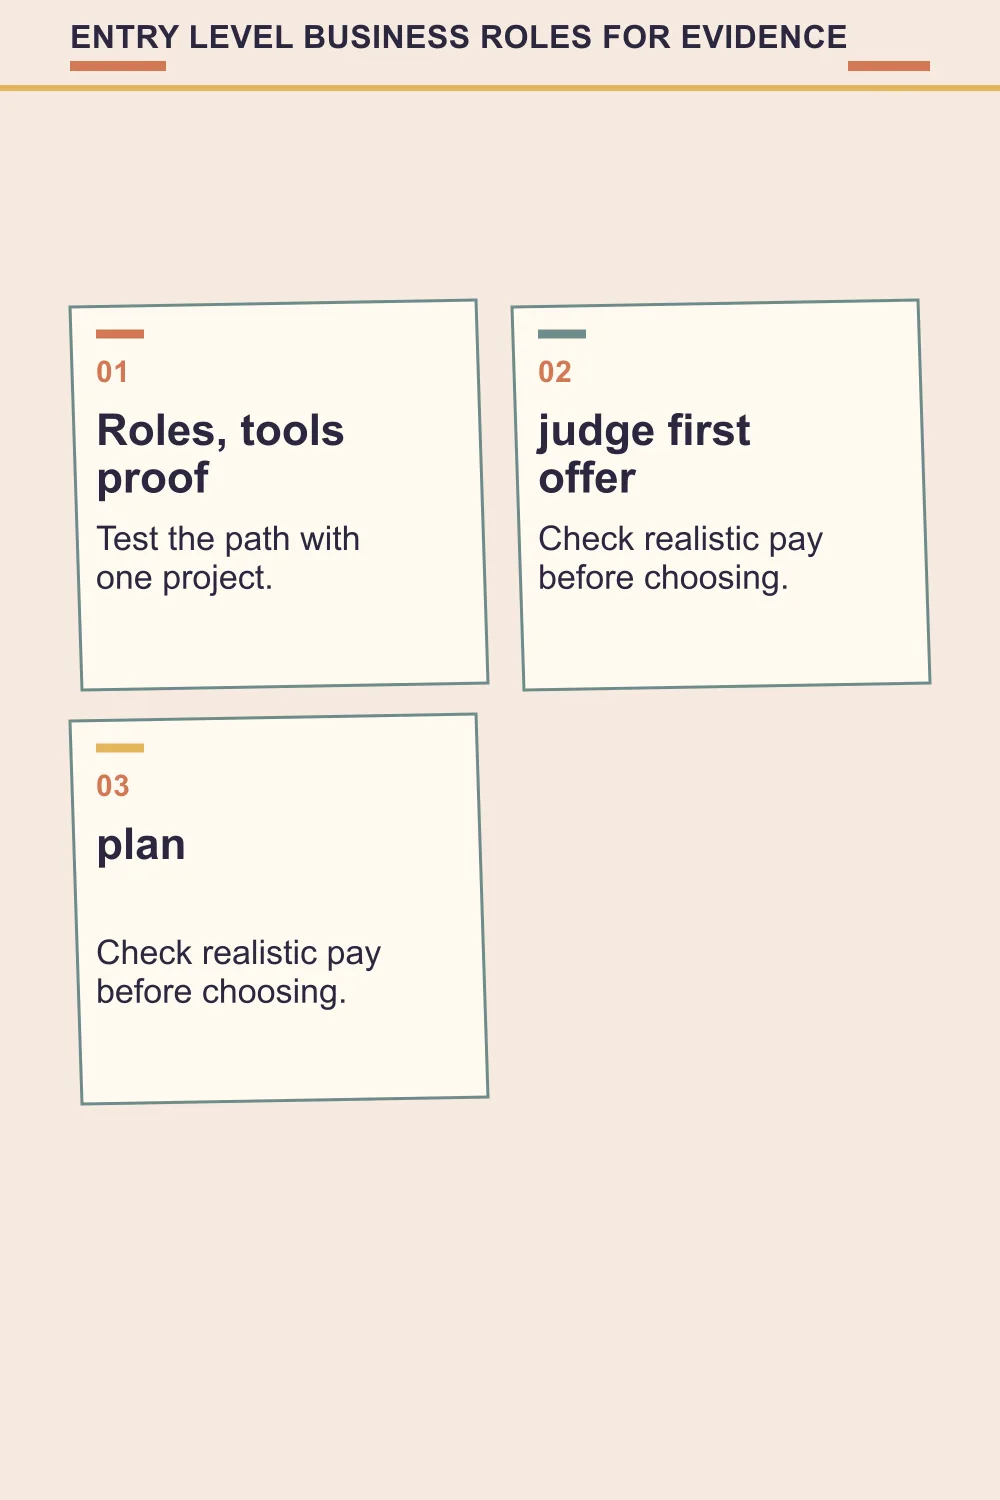 ENTRY LEVEL BUSINESS ROLES FOR EVIDENCE
01
Roles, tools
proof
Test the path with
one project.
02
judge first
offer
Check realistic pay
before choosing.
03
plan
Check realistic pay
before choosing.